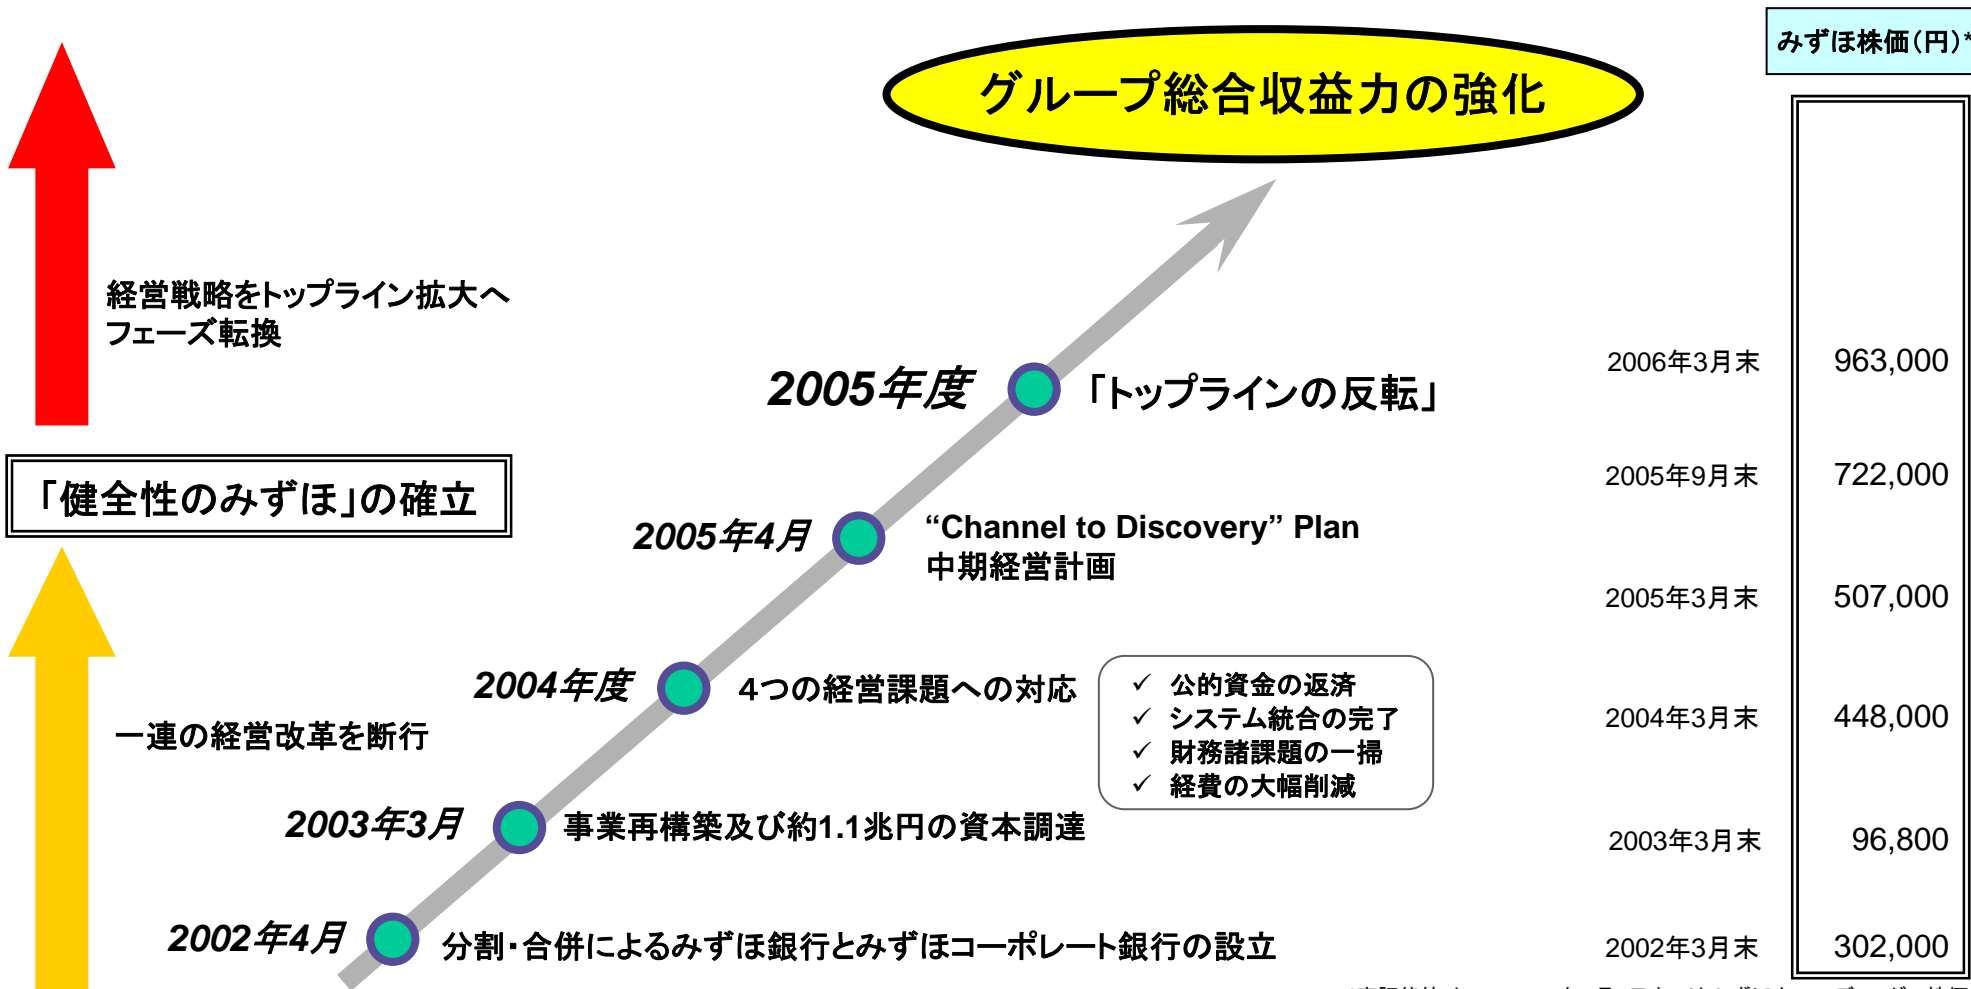 みずほ株価（円）*
グループ総合収益力の強化
経営戦略をトップライン拡大へ
フェーズ転換
2005年度
「トップラインの反転」
2006年3月末 963,000
「健全性のみずほ」の確立
2005年9月末 722,000
2005年4月
“Channel to Discovery” Plan
中期経営計画
2005年3月末 507,000
2004年度
4つの経営課題への対応
✓ 公的資金の返済
✓ システム統合の完了
✓ 財務諸課題の一掃
✓ 経費の大幅削減
2004年3月末 448,000
一連の経営改革を断行
2003年3月
事業再構築及び約1.1兆円の資本調達
2003年3月末 96,800
2002年4月
分割・合併によるみずほ銀行とみずほコーポレート銀行の設立
2002年3月末 302,000